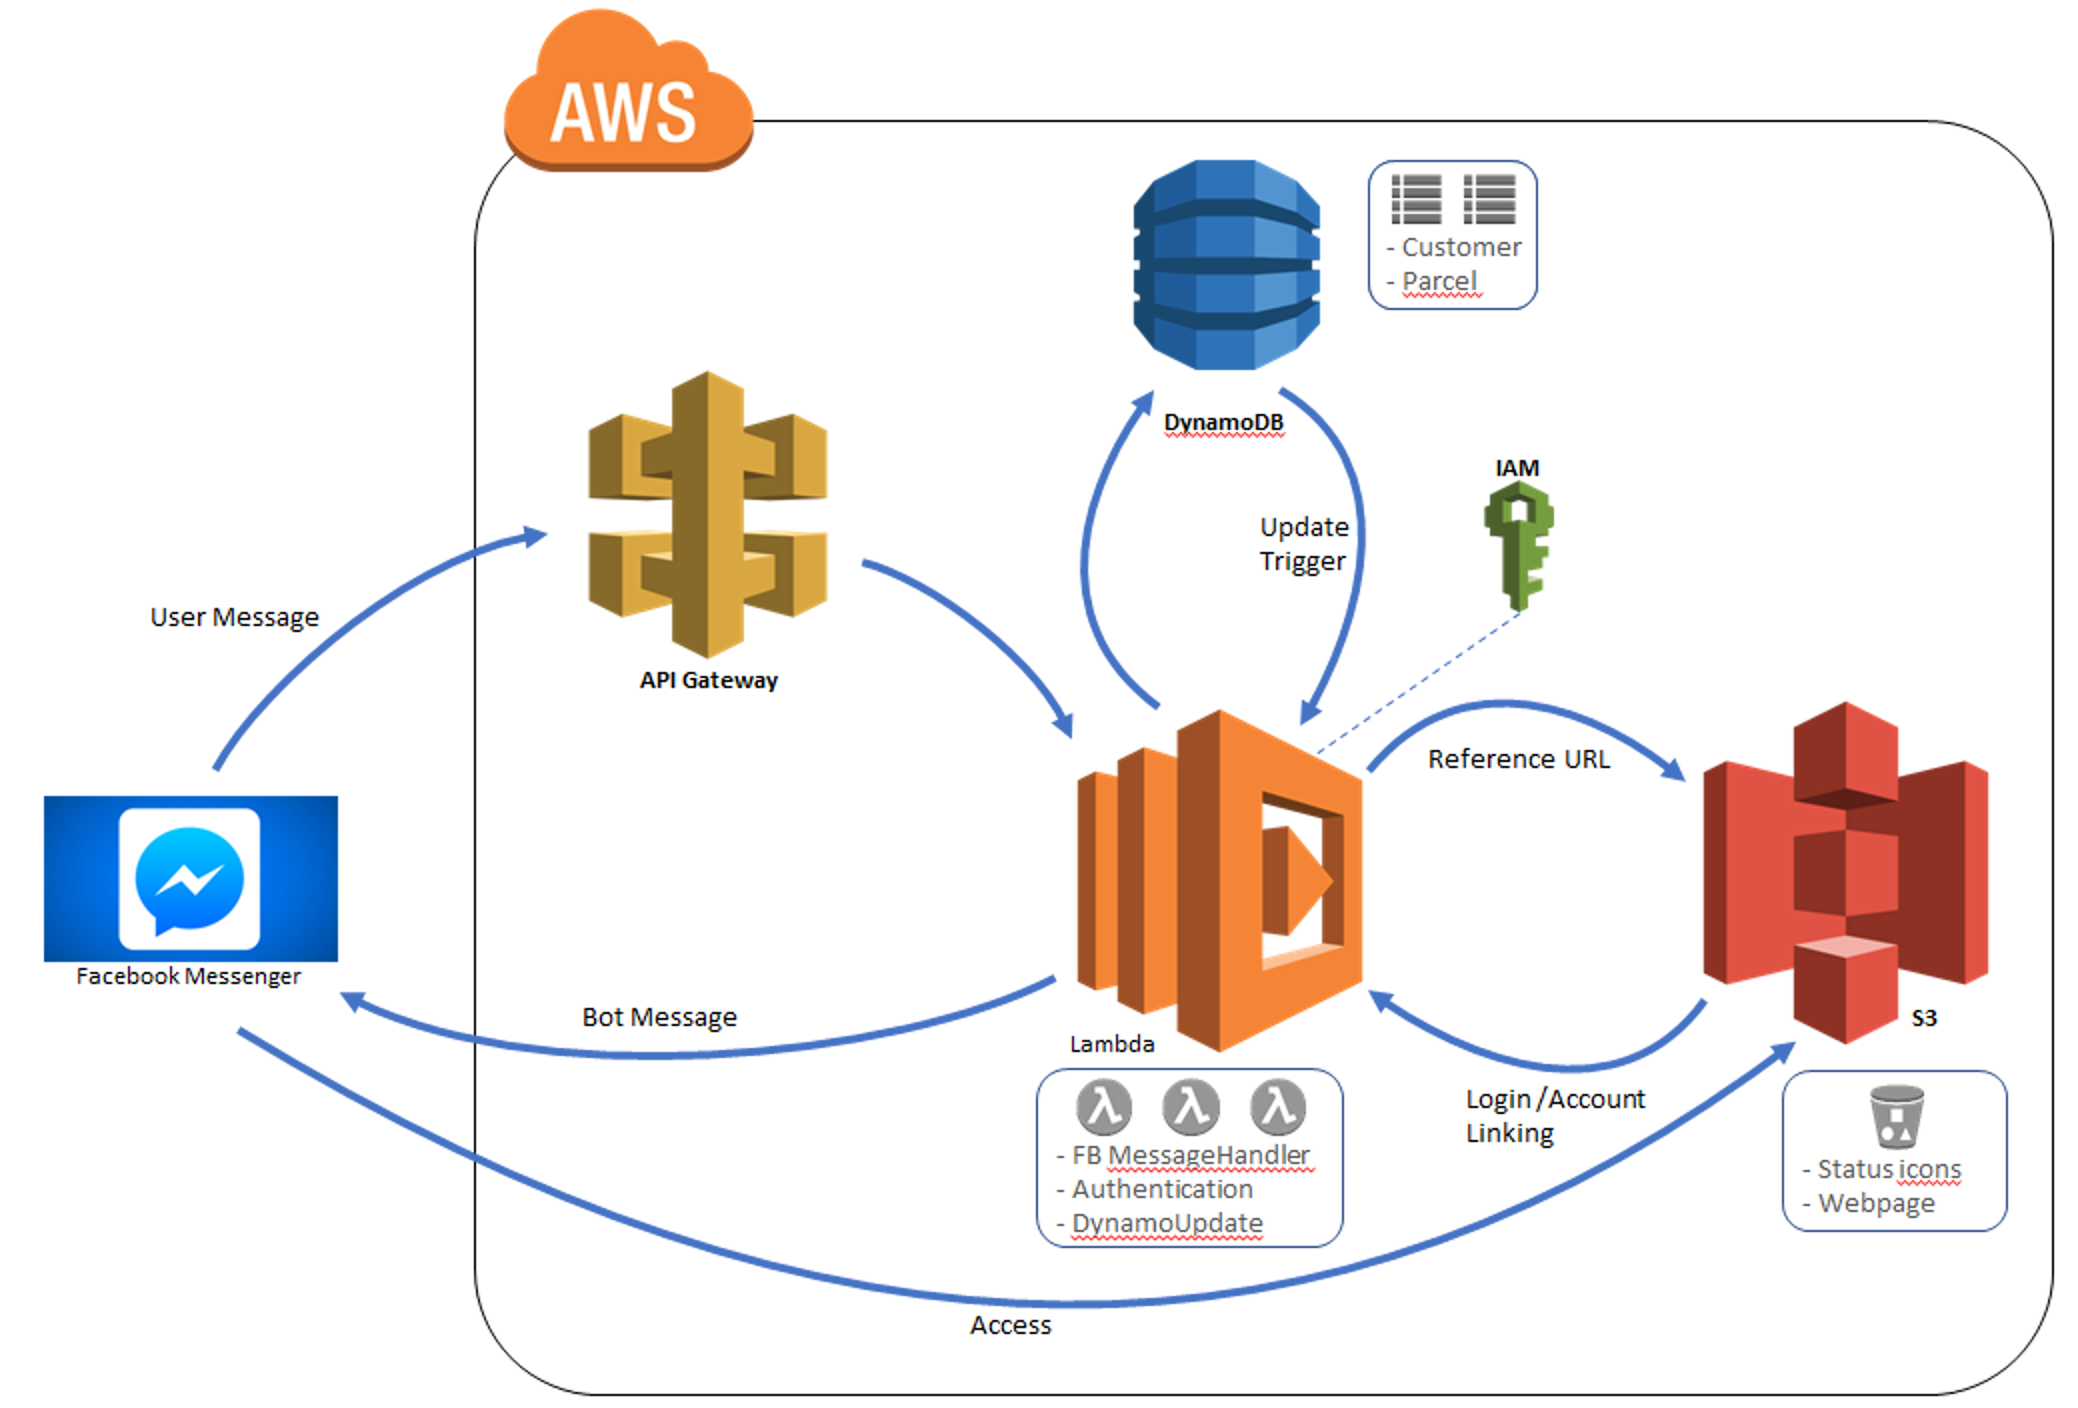 AWS
- Customer
- Parcel
DynamoDB
IAM
Update
Trigger
User Message
API Gateway
Reference URL
Facebook Messenger
Bot Message
S3
Lambda
Login /Account
Linking
- FB MessageHandler
- Authentication
- DynamoUpdate
- Status icons
- Webpage
Access